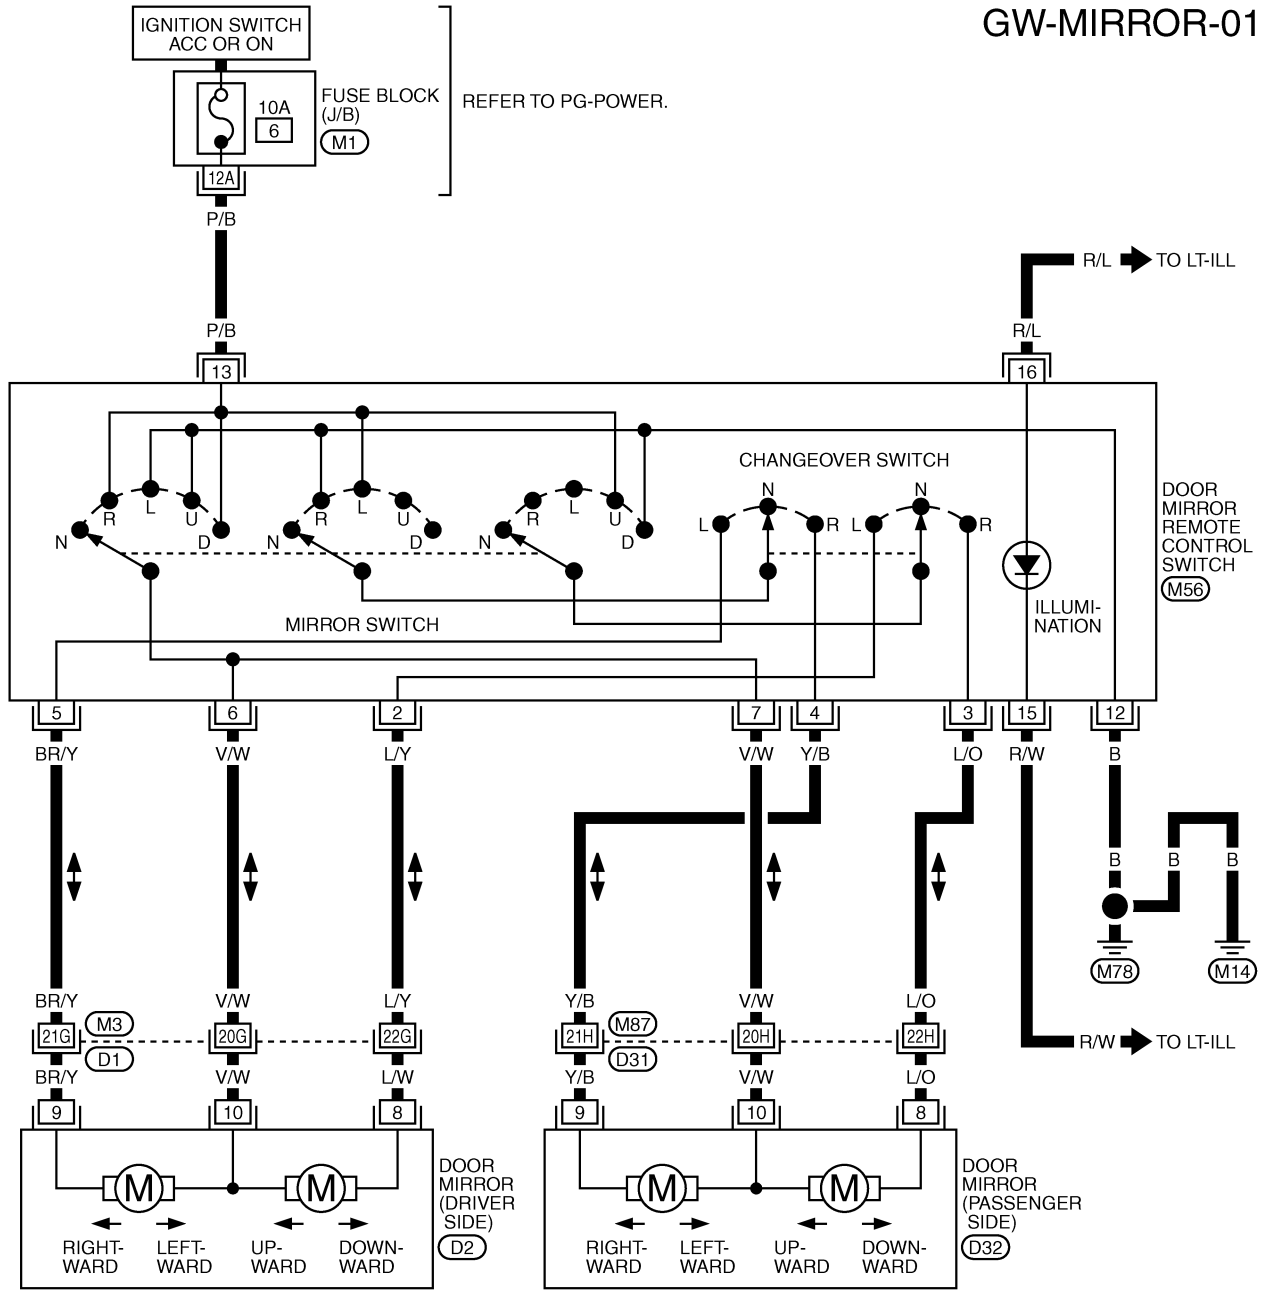 GW-MIRROR-01
IGNITION SWITCH
ACC OR ON
FUSE BLOCK
(J/B)
M1
10A
6
REFER TO PG-POWER.
12A
P/B
R/L
TO LT-ILL
P/B
R/L
13
16
CHANGEOVER SWITCH
N R L U D
N R L U D
N R L U D
L N R
L N R
DOOR
MIRROR
REMOTE
CONTROL
SWITCH
M56
ILLUMI-
NATION
MIRROR SWITCH
5 6 2 7 4 3 15 12
BR/Y V/W L/Y V/W Y/B L/O R/W B
B B B
M78 M14
BR/Y V/W L/Y Y/B V/W L/O
21G M3 20G 22G 21H M87 20H 22H
D1 D31
R/W TO LT-ILL
BR/Y V/W L/W Y/B V/W L/O
9 10 8 9 10 8
M M
DOOR
MIRROR
(DRIVER
SIDE)
D2
RIGHT-
WARD
LEFT-
WARD
UP-
WARD
DOWN-
WARD
M M
DOOR
MIRROR
(PASSENGER
SIDE)
D32
RIGHT-
WARD
LEFT-
WARD
UP-
WARD
DOWN-
WARD